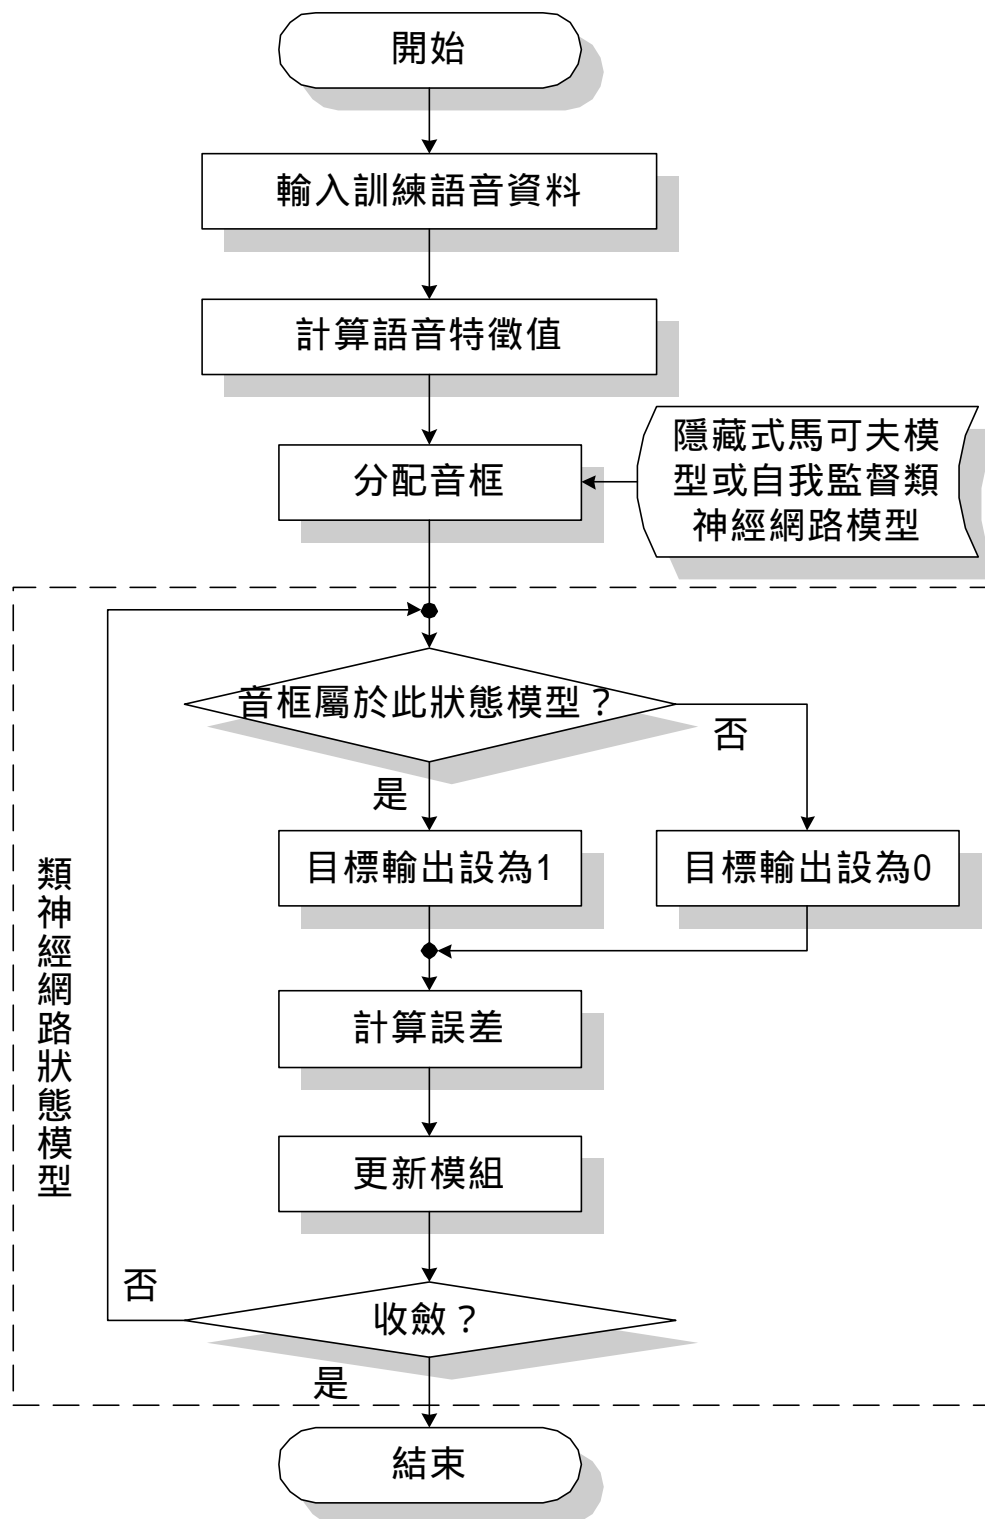 開始
輸入訓練語音資料
計算語音特徵值
分配音框
隱藏式馬可夫模
型或自我監督類
神經網路模型
音框屬於此狀態模型？
否
是
目標輸出設為1
目標輸出設為0
類神經網路狀態模型
計算誤差
更新模組
否
收斂？
是
結束